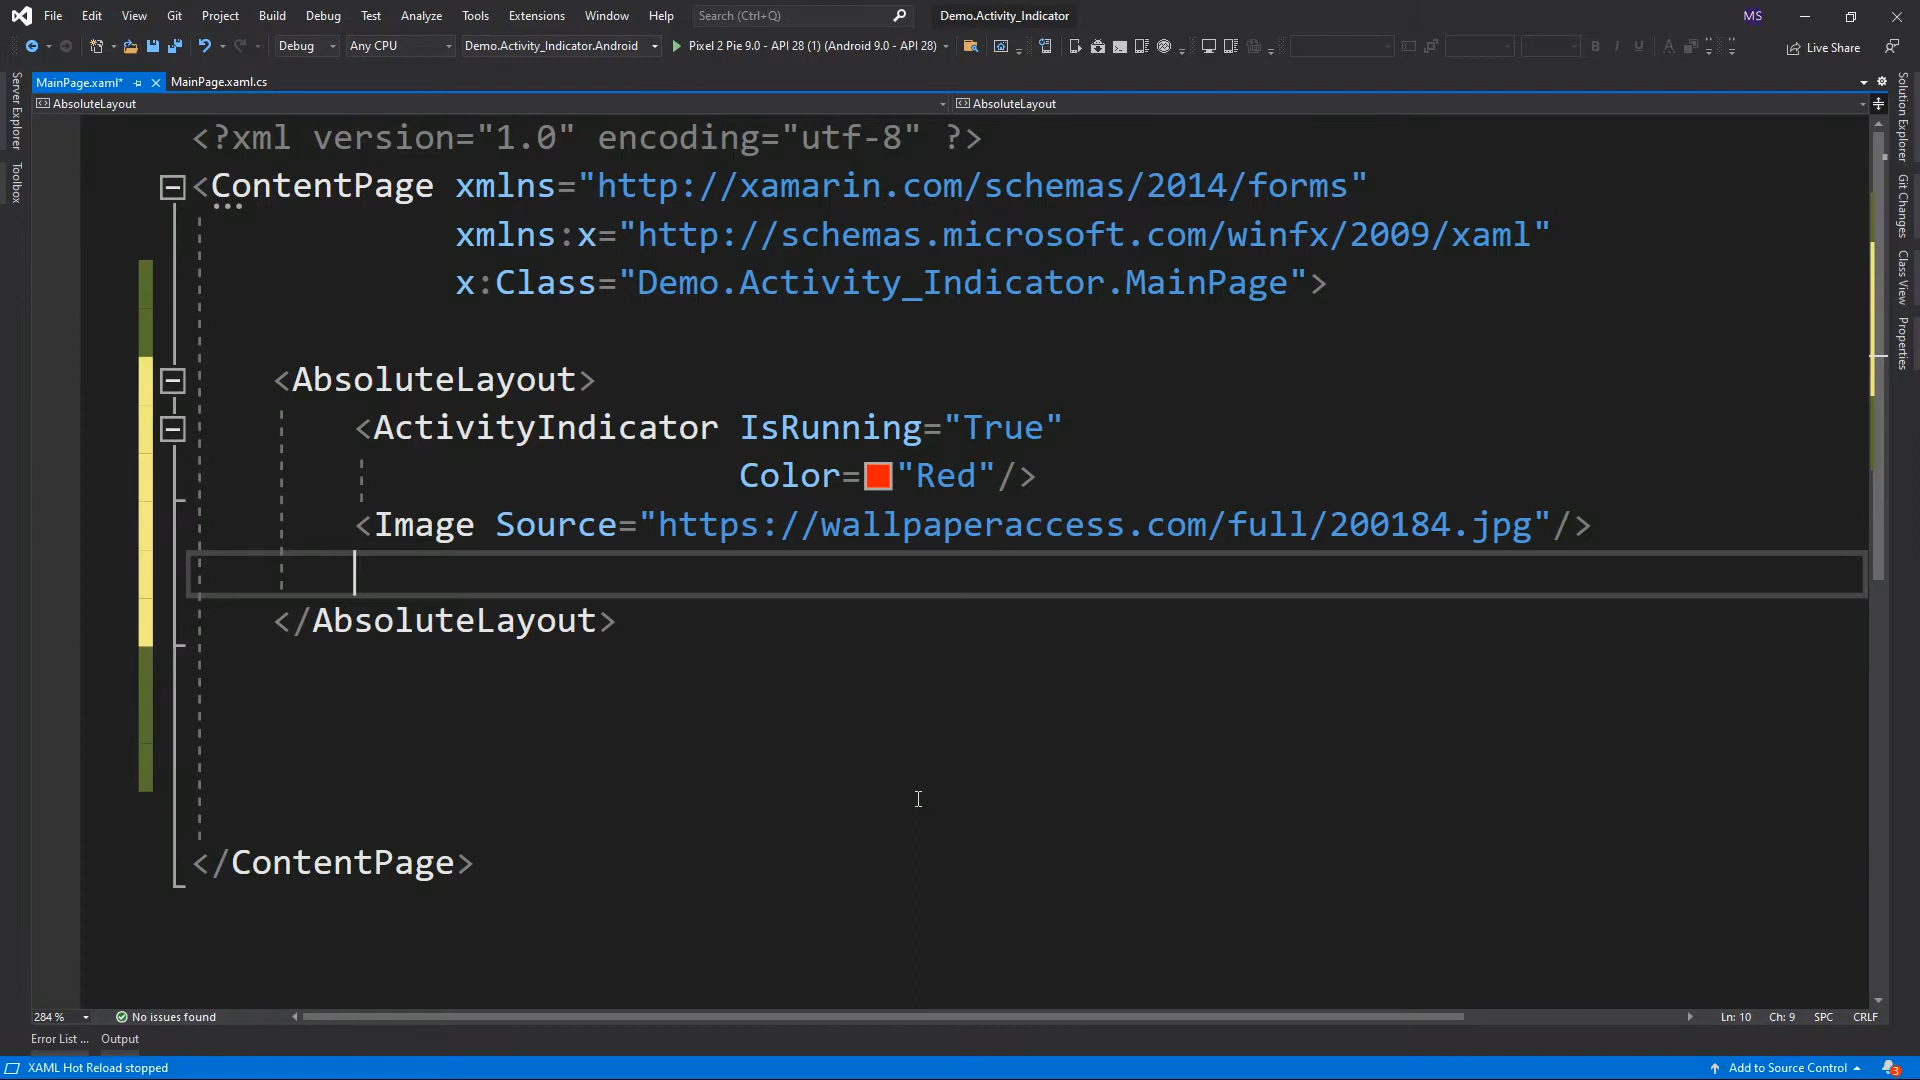 File Edit View Git Project Build Debug Test Analyze Tools Extensions Window Help Search (Ctrl+Q) Demo.Activity_Indicator MS
Debug Any CPU Demo.Activity_Indicator.Android Pixel 2 Pie 9.0 - API 28 (1) (Android 9.0 - API 28) B I U A Live Share
MainPage.xaml* MainPage.xaml.cs
AbsoluteLayout AbsoluteLayout
Server Explorer
Toolbox
<?xml version="1.0" encoding="utf-8" ?>
<ContentPage xmlns="http://xamarin.com/schemas/2014/forms"
xmlns:x="http://schemas.microsoft.com/winfx/2009/xaml"
x:Class="Demo.Activity_Indicator.MainPage">
<AbsoluteLayout>
<ActivityIndicator IsRunning="True"
Color="Red"/>
<Image Source="https://wallpaperaccess.com/full/200184.jpg"/>
</AbsoluteLayout>
</ContentPage>
Solution Explorer
Git Changes
Class View
Properties
284 % No issues found Ln: 10 Ch: 9 SPC CRLF
Error List ... Output
XAML Hot Reload stopped Add to Source Control 3